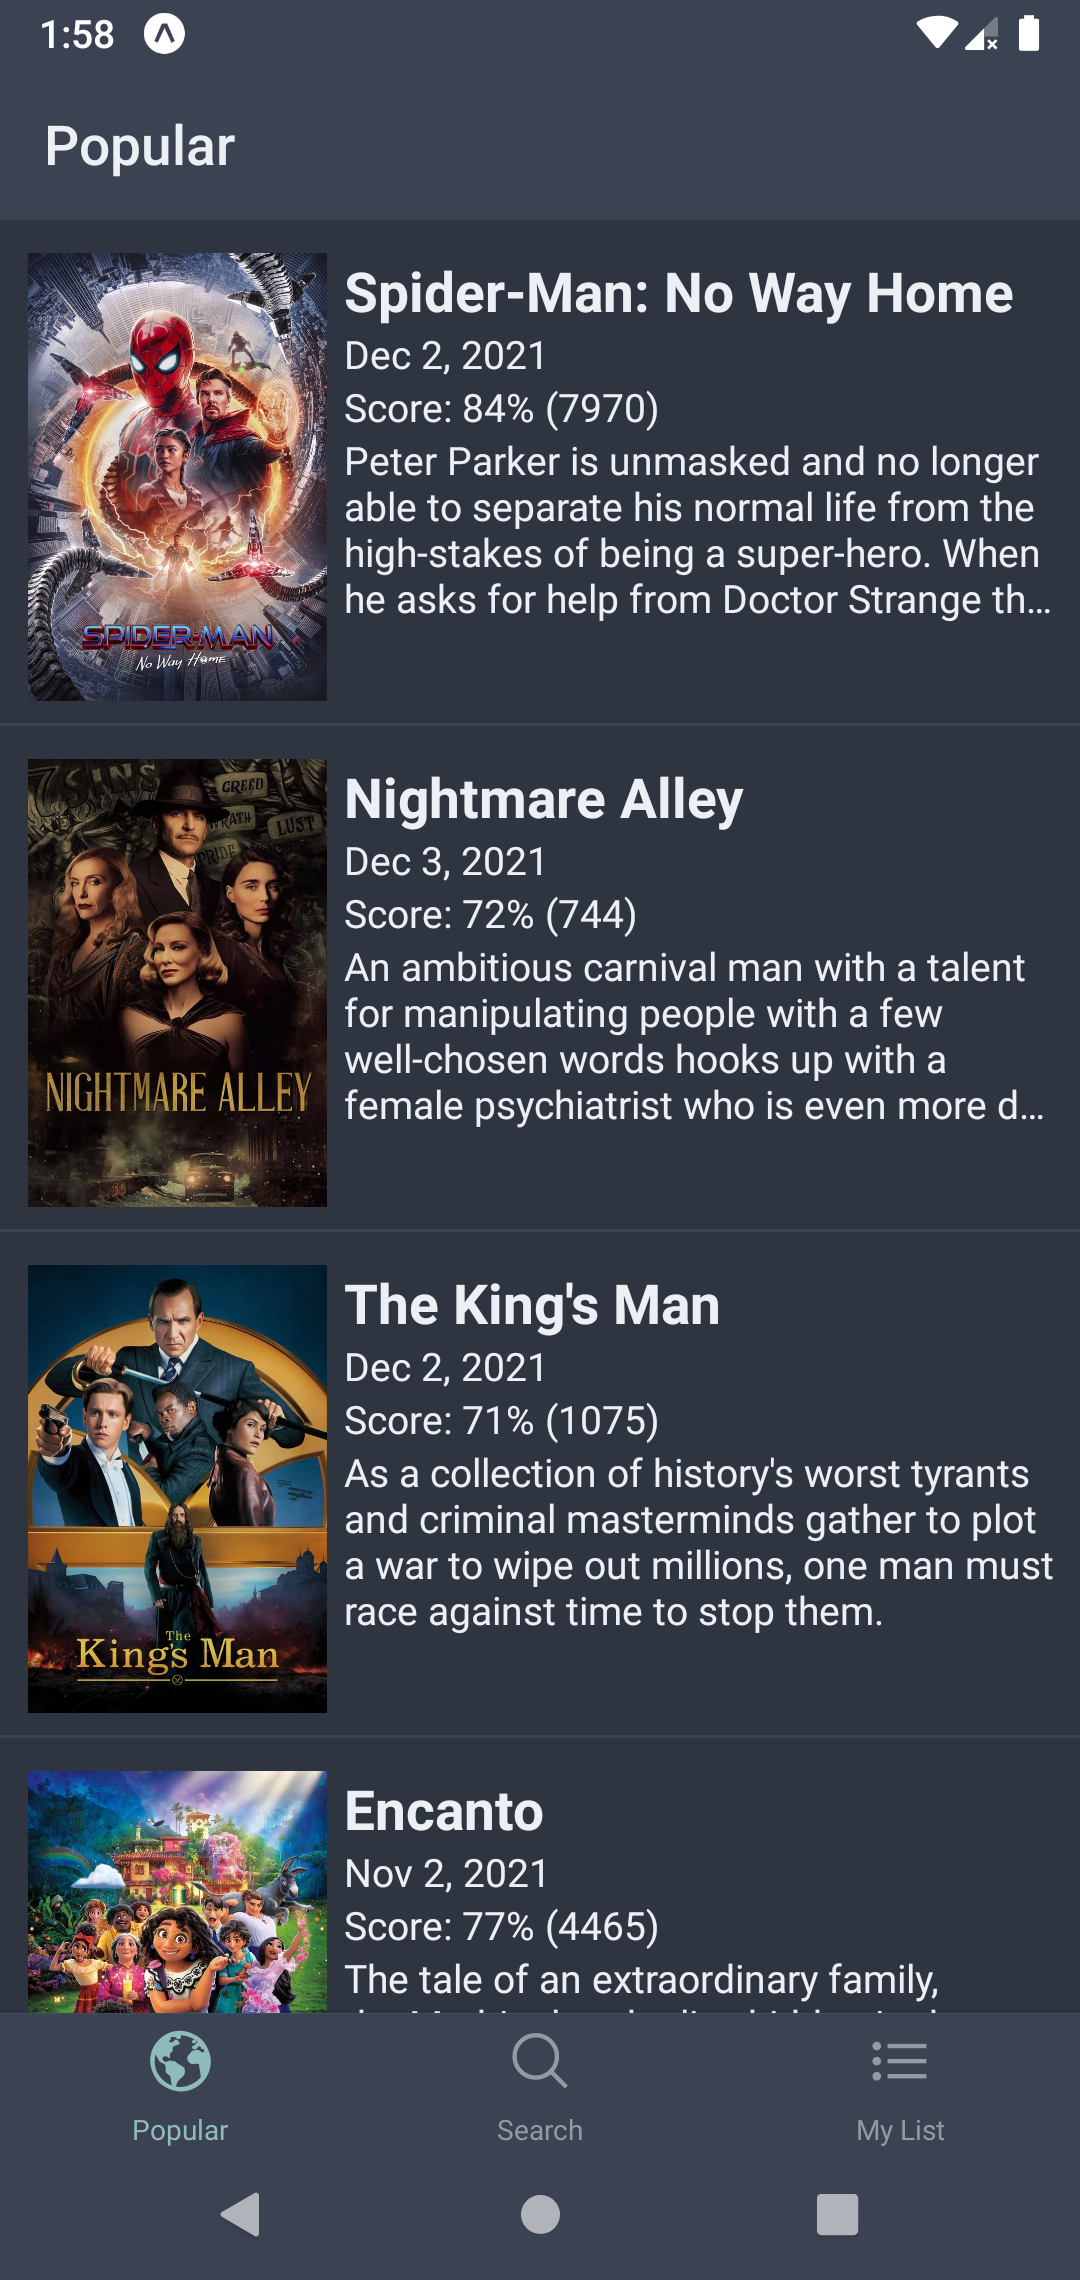 1:58
Popular
Spider-Man: No Way Home
Dec 2, 2021
Score: 84% (7970)
Peter Parker is unmasked and no longer
able to separate his normal life from the
high-stakes of being a super-hero. When
he asks for help from Doctor Strange th...
SPIDER-MAN
No Way Home
7 SINS
GREED
WRATH
LUST
PRIDE
NIGHTMARE ALLEY
Nightmare Alley
Dec 3, 2021
Score: 72% (744)
An ambitious carnival man with a talent
for manipulating people with a few
well-chosen words hooks up with a
female psychiatrist who is even more d...
The King's Man
Dec 2, 2021
Score: 71% (1075)
As a collection of history's worst tyrants
and criminal masterminds gather to plot
a war to wipe out millions, one man must
race against time to stop them.
The
King's Man
Encanto
Nov 2, 2021
Score: 77% (4465)
The tale of an extraordinary family,
Popular
Search
My List